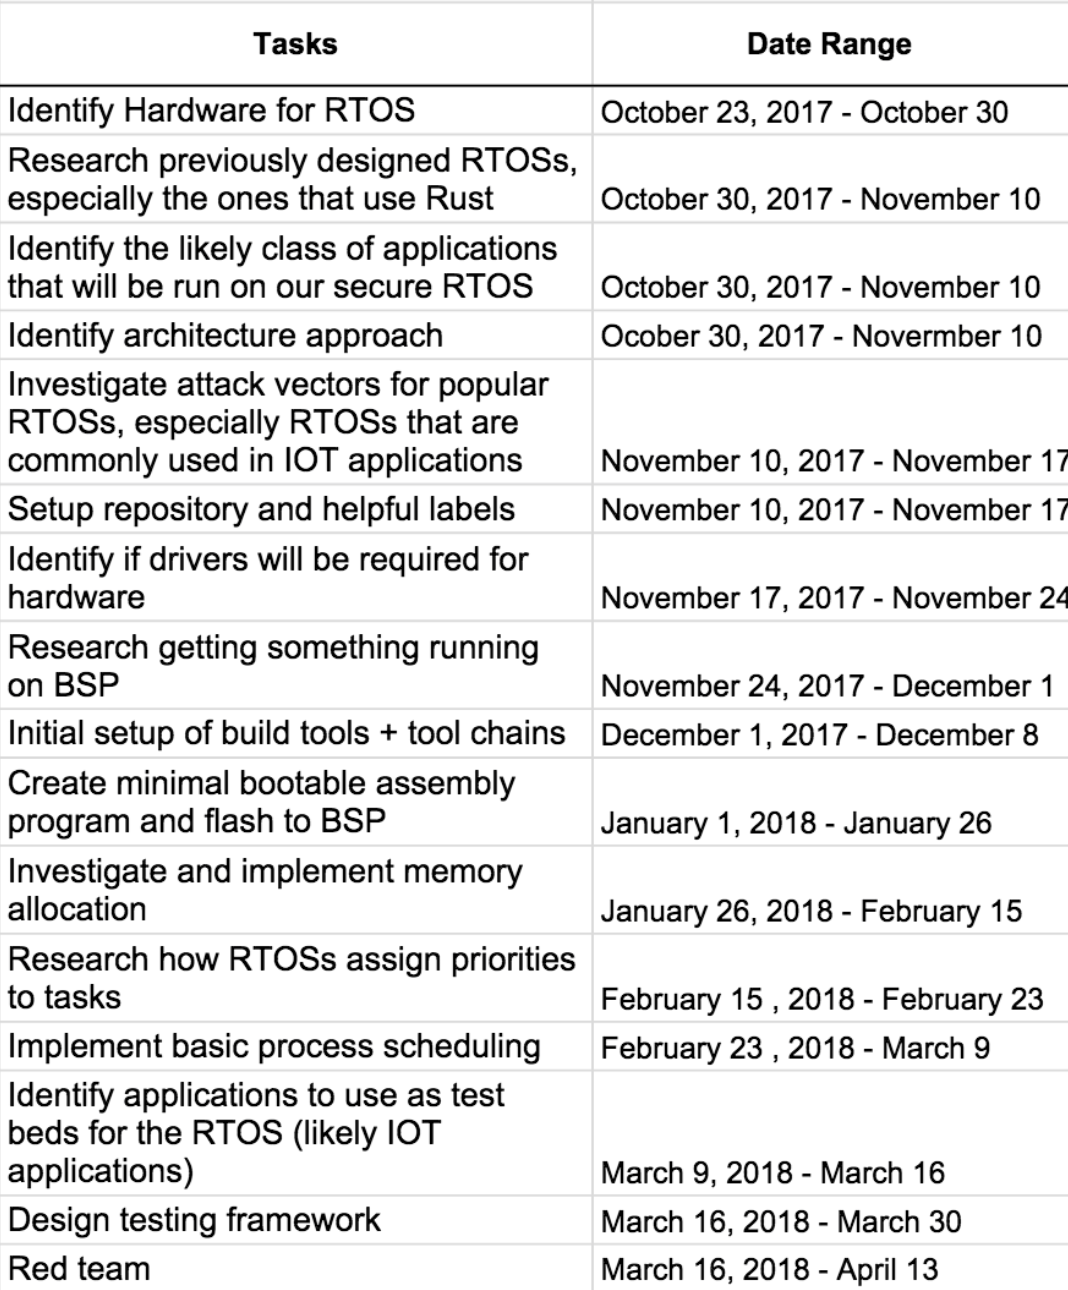 Tasks Date Range
Identify Hardware for RTOS October 23, 2017 - October 30
Research previously designed RTOSs,
especially the ones that use Rust October 30, 2017 - November 10
Identify the likely class of applications
that will be run on our secure RTOS October 30, 2017 - November 10
Identify architecture approach Ocober 30, 2017 - Novermber 10
Investigate attack vectors for popular
RTOSs, especially RTOSs that are
commonly used in IOT applications November 10, 2017 - November 17
Setup repository and helpful labels November 10, 2017 - November 17
Identify if drivers will be required for
hardware November 17, 2017 - November 24
Research getting something running
on BSP November 24, 2017 - December 1
Initial setup of build tools + tool chains December 1, 2017 - December 8
Create minimal bootable assembly
program and flash to BSP January 1, 2018 - January 26
Investigate and implement memory
allocation January 26, 2018 - February 15
Research how RTOSs assign priorities
to tasks February 15 , 2018 - February 23
Implement basic process scheduling February 23 , 2018 - March 9
Identify applications to use as test
beds for the RTOS (likely IOT
applications) March 9, 2018 - March 16
Design testing framework March 16, 2018 - March 30
Red team March 16, 2018 - April 13